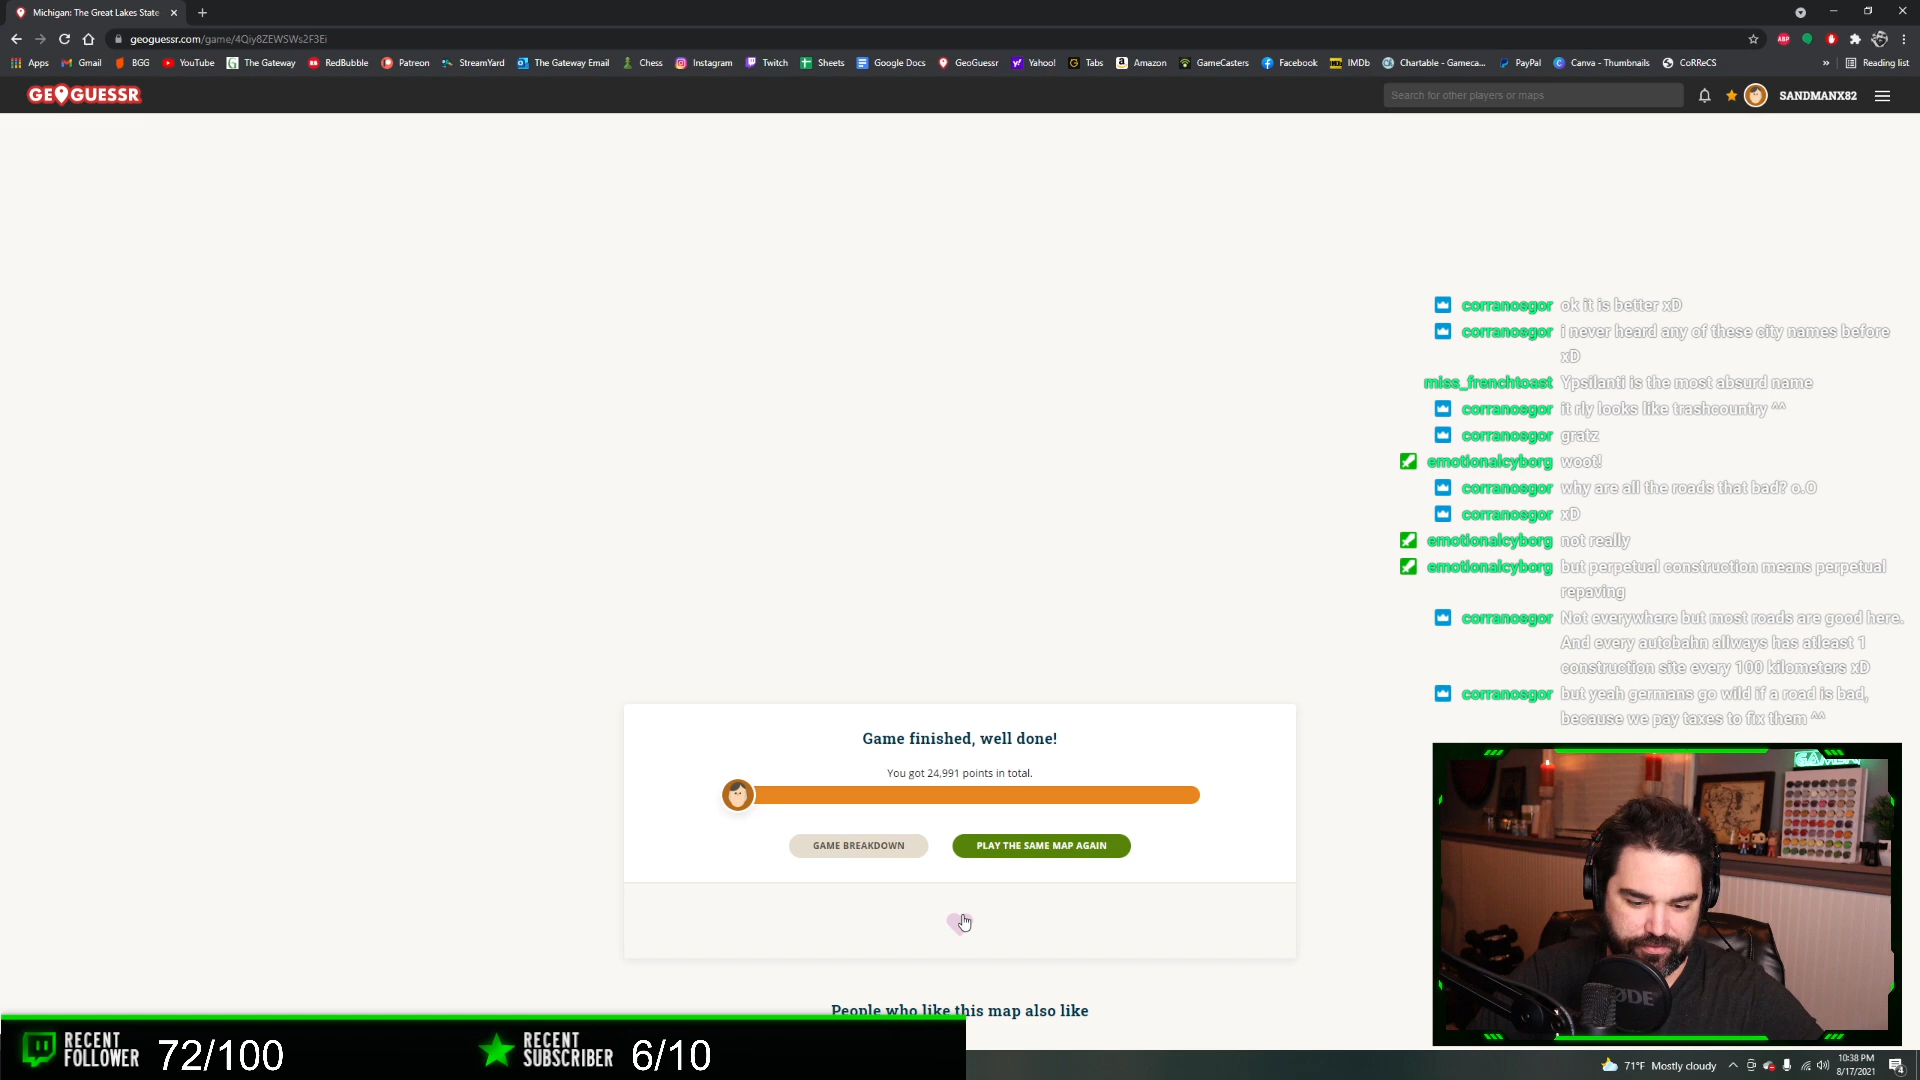 Michigan: The Great Lakes State
geoguessr.com/game/4Qiy8ZEWSWs2F3Ei
ABP
Apps Gmail BGG YouTube The Gateway RedBubble Patreon StreamYard The Gateway Email Chess Instagram Twitch Sheets Google Docs GeoGuessr Yahoo! Tabs Amazon GameCasters Facebook IMDb Chartable - Gameca... PayPal Canva - Thumbnails CoRReCS » Reading list
GEOGUESSR
Search for other players or maps
SANDMANX82
corranosgor ok it is better xD
corranosgor i never heard any of these city names before
xD
miss_frenchtoast Ypsilanti is the most absurd name
corranosgor it rly looks like trashcountry ^^
corranosgor gratz
emotionalcyborg woot!
corranosgor why are all the roads that bad? o.O
corranosgor xD
emotionalcyborg not really
emotionalcyborg but perpetual construction means perpetual
repaving
corranosgor Not everywhere but most roads are good here.
And every autobahn allways has atleast 1
construction site every 100 kilometers xD
corranosgor but yeah germans go wild if a road is bad,
because we pay taxes to fix them ^^
Game finished, well done!
You got 24,991 points in total.
GAME BREAKDOWN
PLAY THE SAME MAP AGAIN
People who like this map also like
RECENT
FOLLOWER 72/100
RECENT
SUBSCRIBER 6/10
71°F Mostly cloudy
10:38 PM
8/17/2021
4